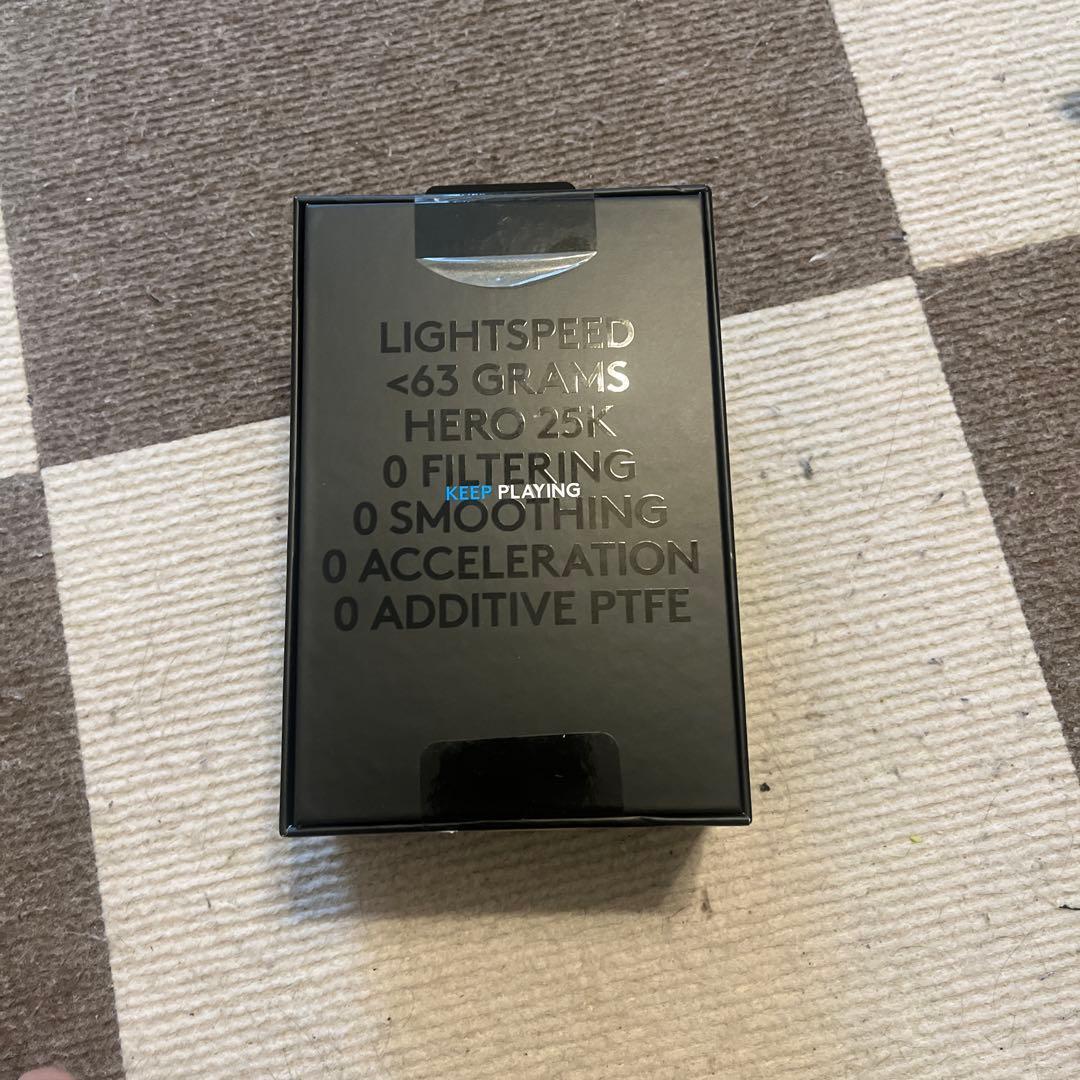 LIGHTSPEED
<63 GRAMS
HERO 25K
0 FILTERING
KEEP PLAYING
0 SMOOTHING
0 ACCELERATION
0 ADDITIVE PTFE